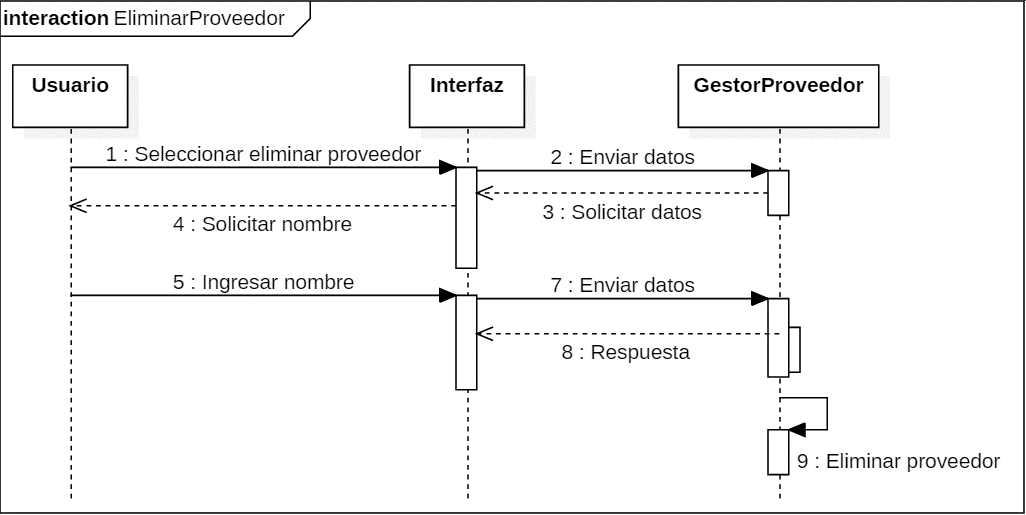 interaction EliminarProveedor
Usuario
Interfaz
GestorProveedor
1 : Seleccionar eliminar proveedor
2 : Enviar datos
3 : Solicitar datos
4 : Solicitar nombre
5 : Ingresar nombre
7 : Enviar datos
8 : Respuesta
9 : Eliminar proveedor